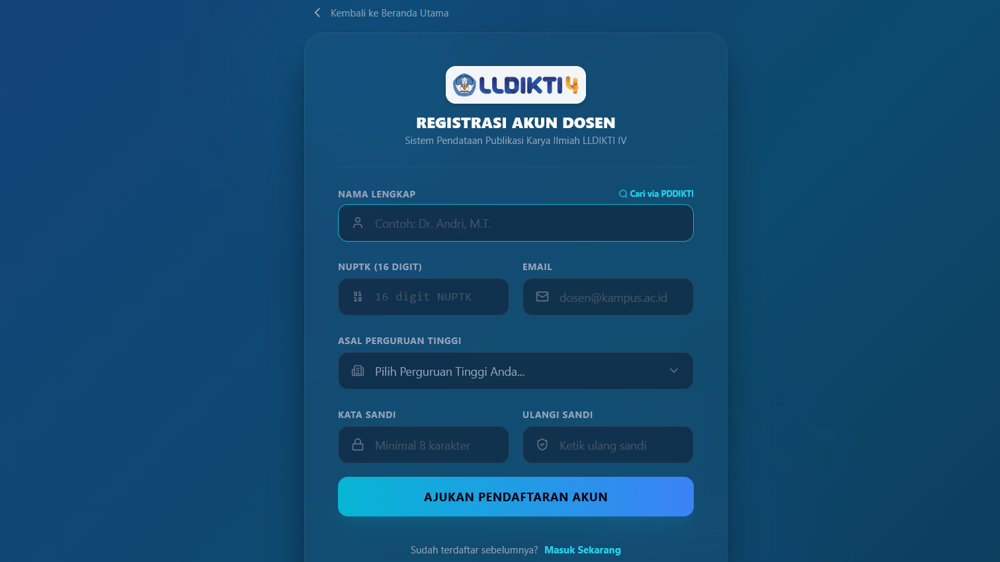 Kembali ke Beranda Utama
LLDIKTI 4
REGISTRASI AKUN DOSEN
Sistem Pendataan Publikasi Karya Ilmiah LLDIKTI IV
NAMA LENGKAP
Cari via PDDIKTI
Contoh: Dr. Andri, M.T.
NUPTK (16 DIGIT)
EMAIL
16 digit NUPTK
dosen@kampus.ac.id
ASAL PERGURUAN TINGGI
Pilih Perguruan Tinggi Anda...
KATA SANDI
ULANGI SANDI
Minimal 8 karakter
Ketik ulang sandi
AJUKAN PENDAFTARAN AKUN
Sudah terdaftar sebelumnya? Masuk Sekarang